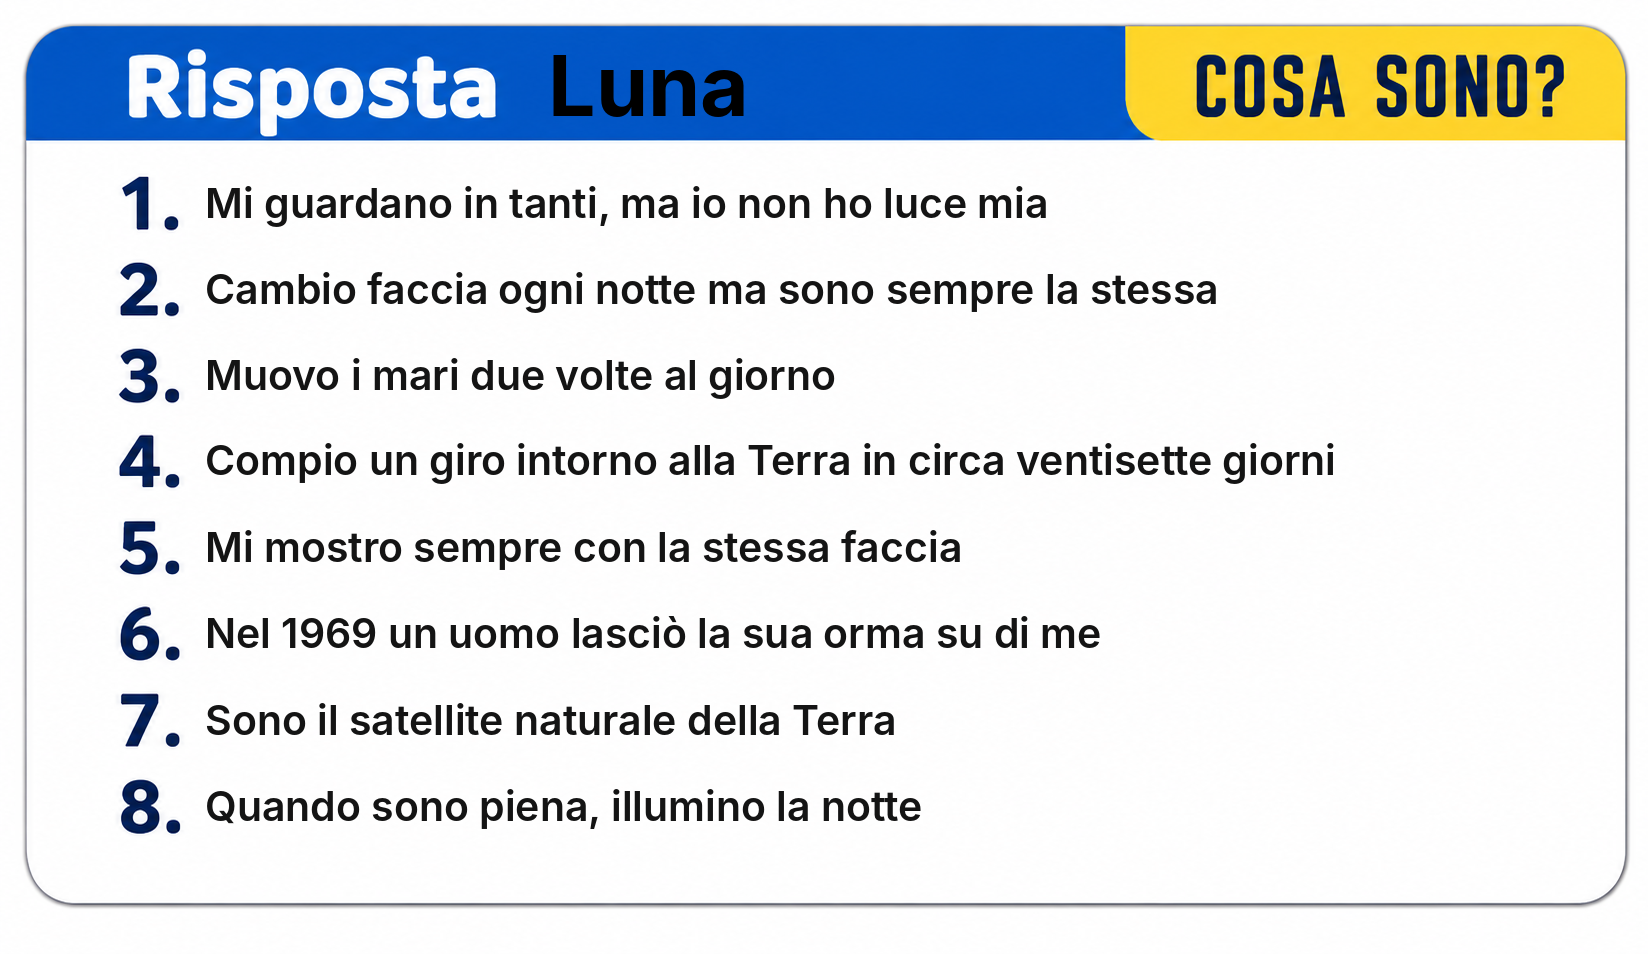 Risposta Luna
COSA SONO?
1. Mi guardano in tanti, ma io non ho luce mia
2. Cambio faccia ogni notte ma sono sempre la stessa
3. Muovo i mari due volte al giorno
4. Compio un giro intorno alla Terra in circa ventisette giorni
5. Mi mostro sempre con la stessa faccia
6. Nel 1969 un uomo lasciò la sua orma su di me
7. Sono il satellite naturale della Terra
8. Quando sono piena, illumino la notte